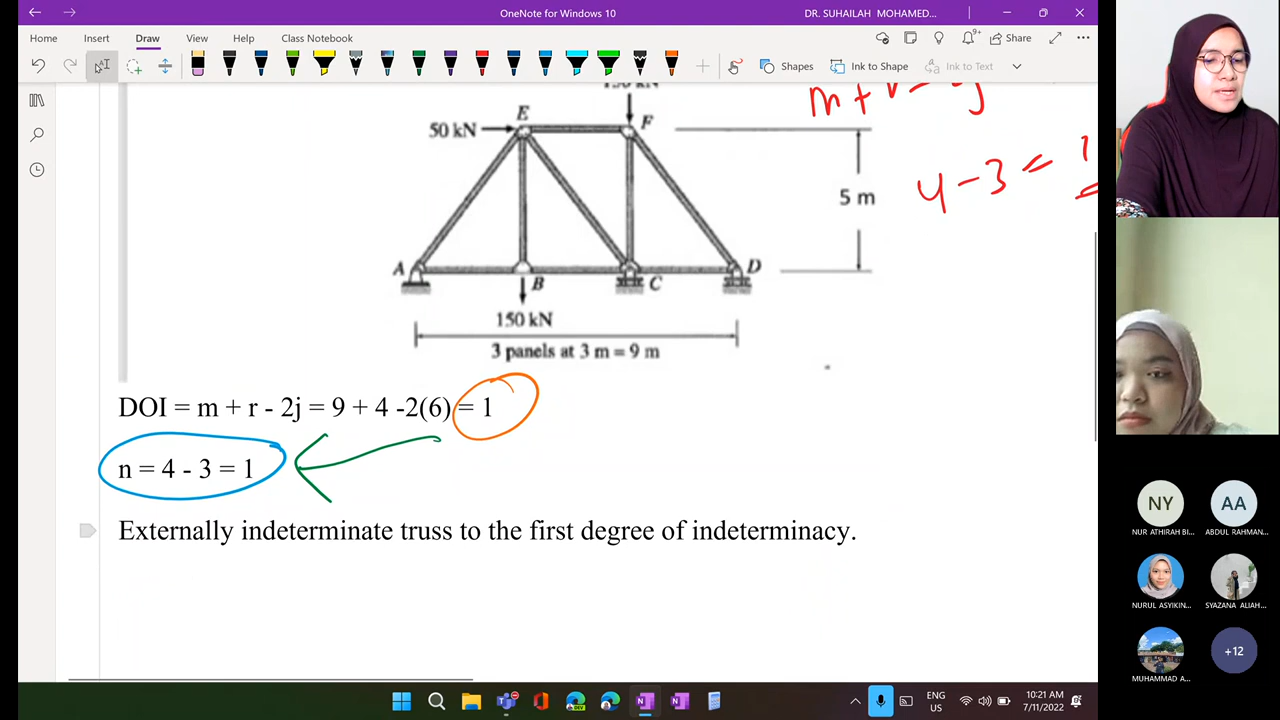 OneNote for Windows 10
DR. SUHAILAH MOHAMED...
Home Insert Draw View Help Class Notebook
9+
Share
Shapes Ink to Shape Ink to Text
m + r
E
50 kN
F
4 - 3 = 1
5 m
A
B
C
D
150 kN
3 panels at 3 m = 9 m
DOI = m + r - 2j = 9 + 4 -2(6) = 1
n = 4 - 3 = 1
Externally indeterminate truss to the first degree of indeterminacy.
NY
NUR ATHIRAH BI...
AA
ABDUL RAHMAN...
NURUL ASYIKIN...
SYAZANA ALIAH...
MUHAMMAD A...
+12
ENG
US
10:21 AM
7/11/2022